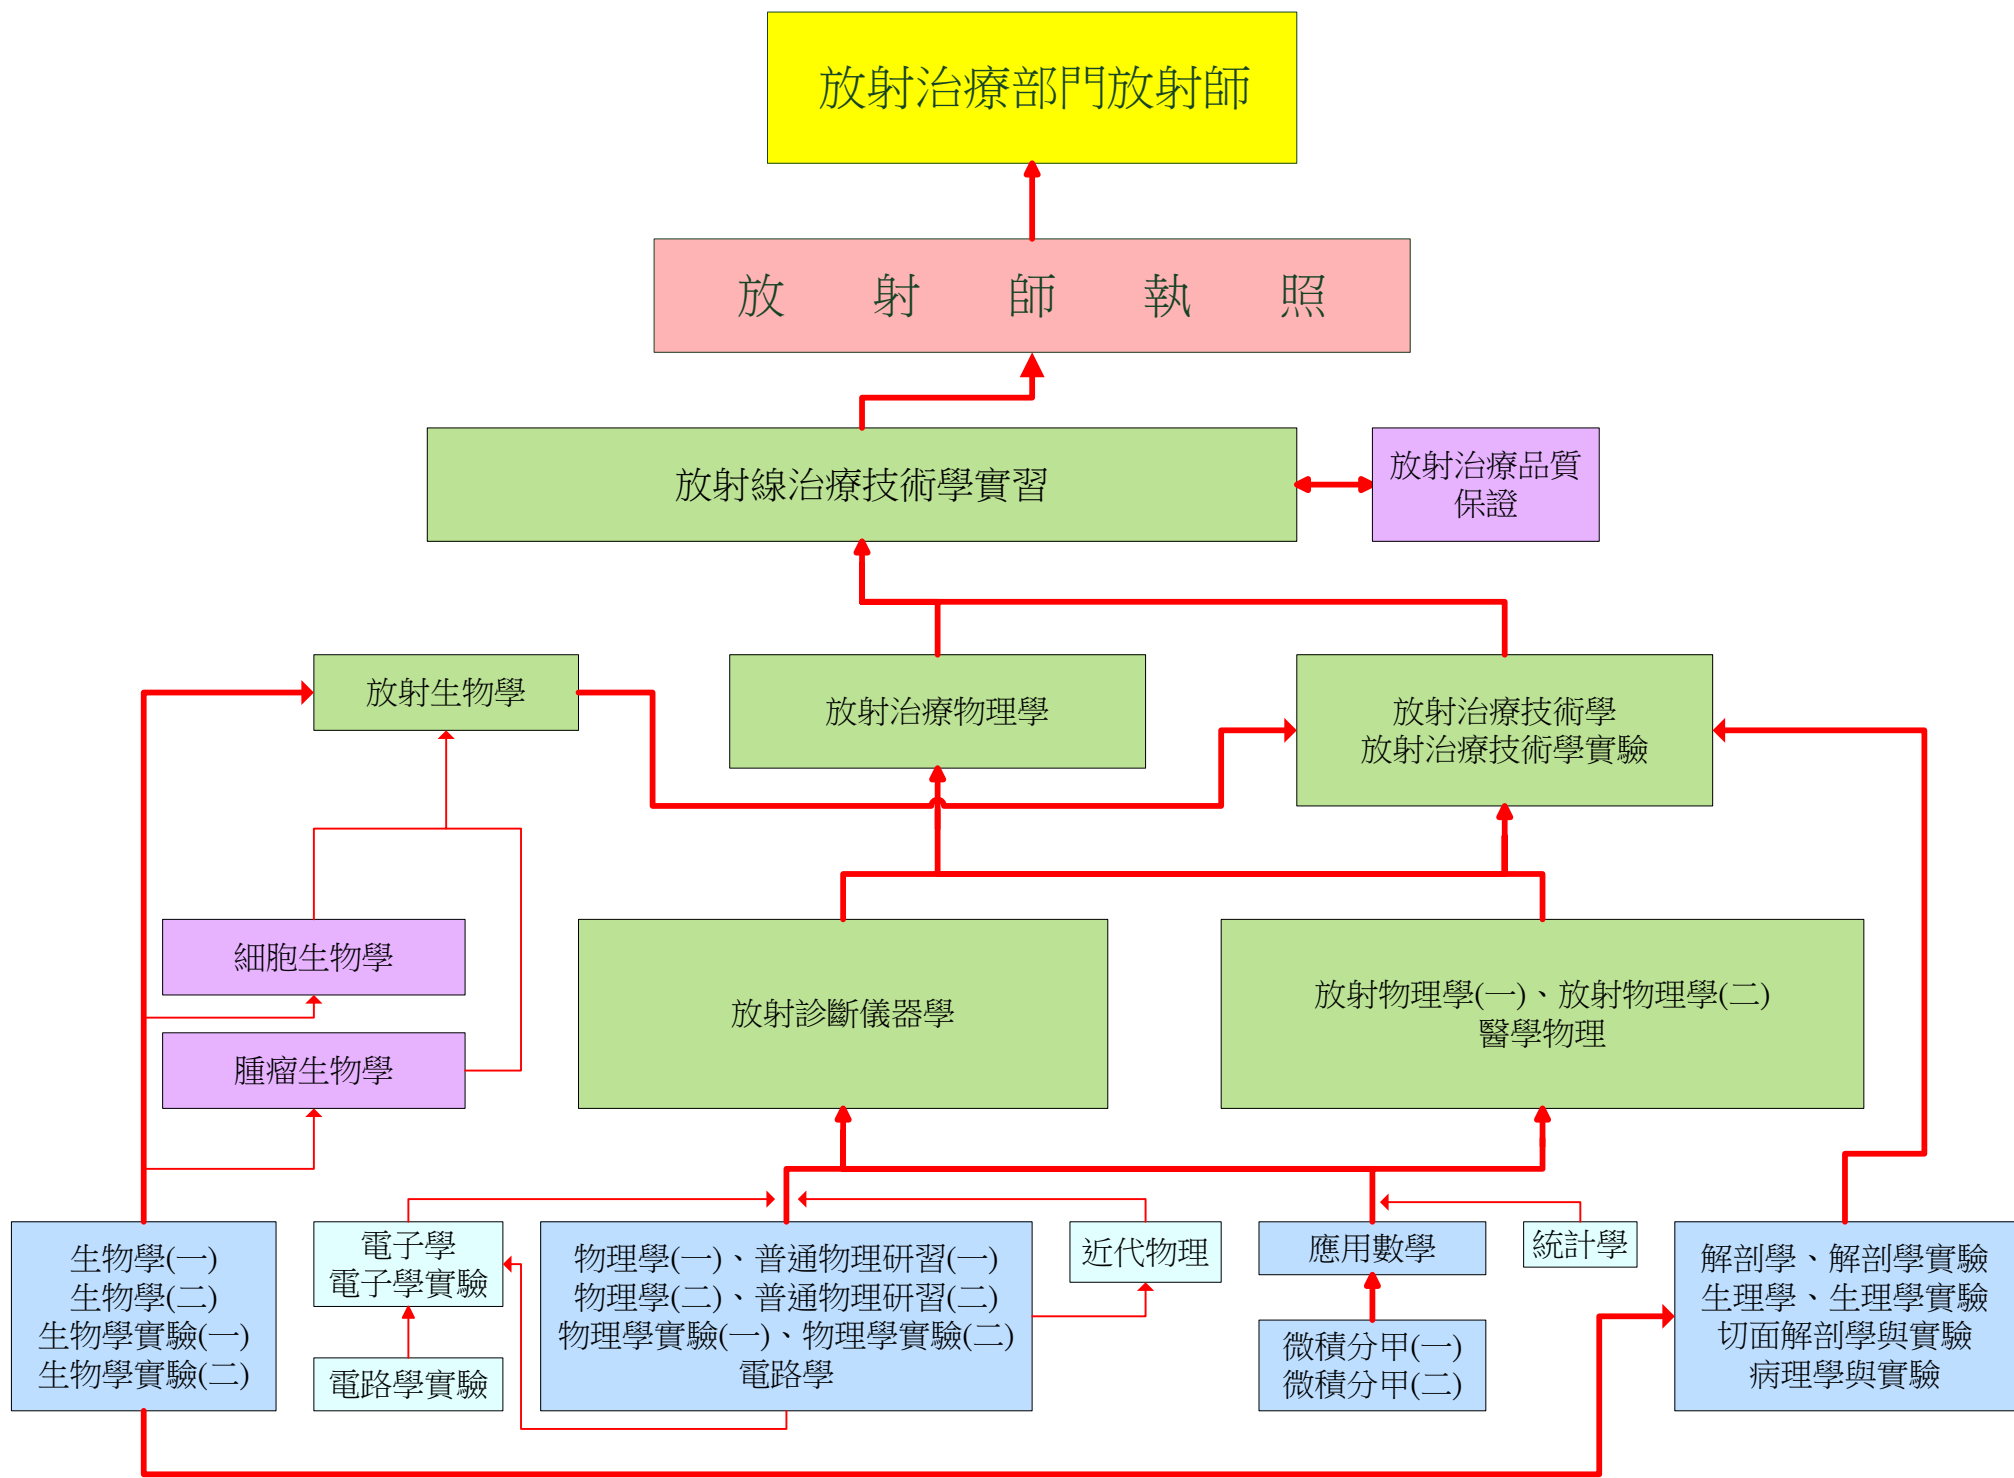 放射治療部門放射師
放射師執照
放射線治療技術學實習
放射治療品質
保證
放射生物學
放射治療物理學
放射治療技術學
放射治療技術學實驗
細胞生物學
腫瘤生物學
放射診斷儀器學
放射物理學(一)、放射物理學(二)
醫學物理
生物學(一)
生物學(二)
生物學實驗(一)
生物學實驗(二)
電子學
電子學實驗
電路學實驗
物理學(一)、普通物理研習(一)
物理學(二)、普通物理研習(二)
物理學實驗(一)、物理學實驗(二)
電路學
近代物理
應用數學
微積分甲(一)
微積分甲(二)
統計學
解剖學、解剖學實驗
生理學、生理學實驗
切面解剖學與實驗
病理學與實驗